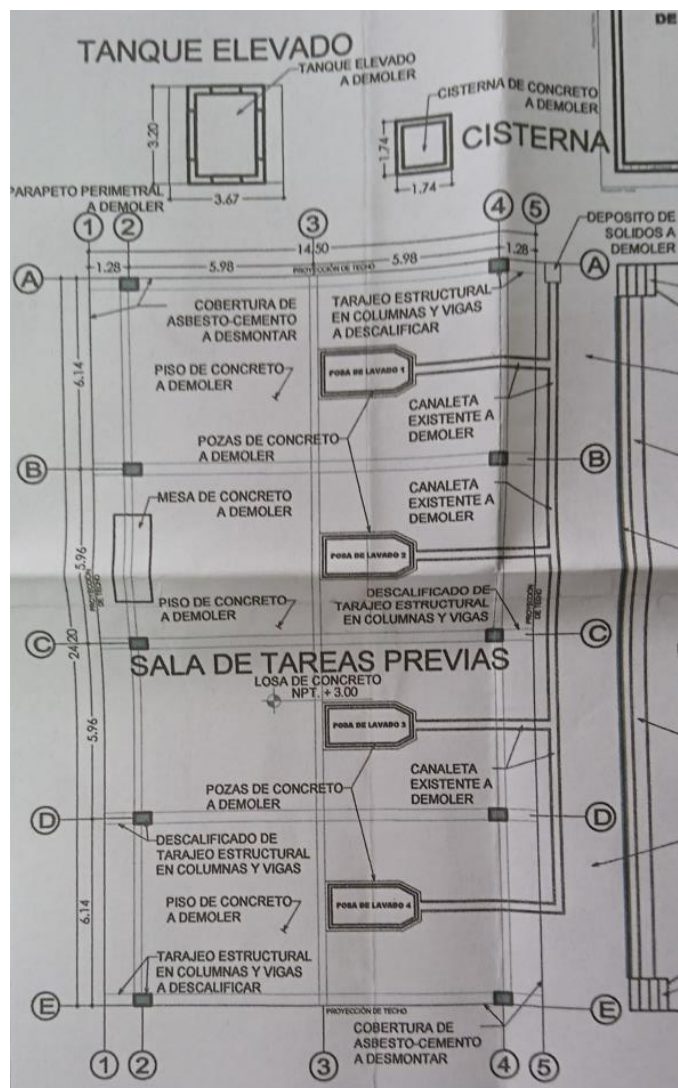 DE
TANQUE ELEVADO
TANQUE ELEVADO
A DEMOLER
CISTERNA DE CONCRETO
A DEMOLER
CISTERNA
3.20
3.67
1.74
1.74
PARAPETO PERIMETRAL
A DEMOLER
1
2
3
4
5
14.50
1.28
5.98
5.98
1.28
PROYECCIÓN DE TECHO
DEPOSITO DE
SOLIDOS A
DEMOLER
A
A
COBERTURA DE
ASBESTO-CEMENTO
A DESMONTAR
TARAJEO ESTRUCTURAL
EN COLUMNAS Y VIGAS
A DESCALIFICAR
6.14
PISO DE CONCRETO
A DEMOLER
POSA DE LAVADO 1
CANALETA
EXISTENTE A
DEMOLER
POZAS DE CONCRETO
A DEMOLER
B
B
MESA DE CONCRETO
A DEMOLER
CANALETA
EXISTENTE A
DEMOLER
5.96
POSA DE LAVADO 2
PROYECCIÓN
DE TECHO
PISO DE CONCRETO
A DEMOLER
DESCALIFICADO DE
TARAJEO ESTRUCTURAL
EN COLUMNAS Y VIGAS
PROYECCIÓN
DE TECHO
C
C
24.20
SALA DE TAREAS PREVIAS
LOSA DE CONCRETO
NPT. + 3.00
5.96
POSA DE LAVADO 3
CANALETA
EXISTENTE A
DEMOLER
POZAS DE CONCRETO
A DEMOLER
D
D
DESCALIFICADO DE
TARAJEO ESTRUCTURAL
EN COLUMNAS Y VIGAS
6.14
PISO DE CONCRETO
A DEMOLER
POSA DE LAVADO 4
TARAJEO ESTRUCTURAL
EN COLUMNAS Y VIGAS
A DESCALIFICAR
E
E
PROYECCIÓN DE TECHO
COBERTURA DE
ASBESTO-CEMENTO
A DESMONTAR
1
2
3
4
5